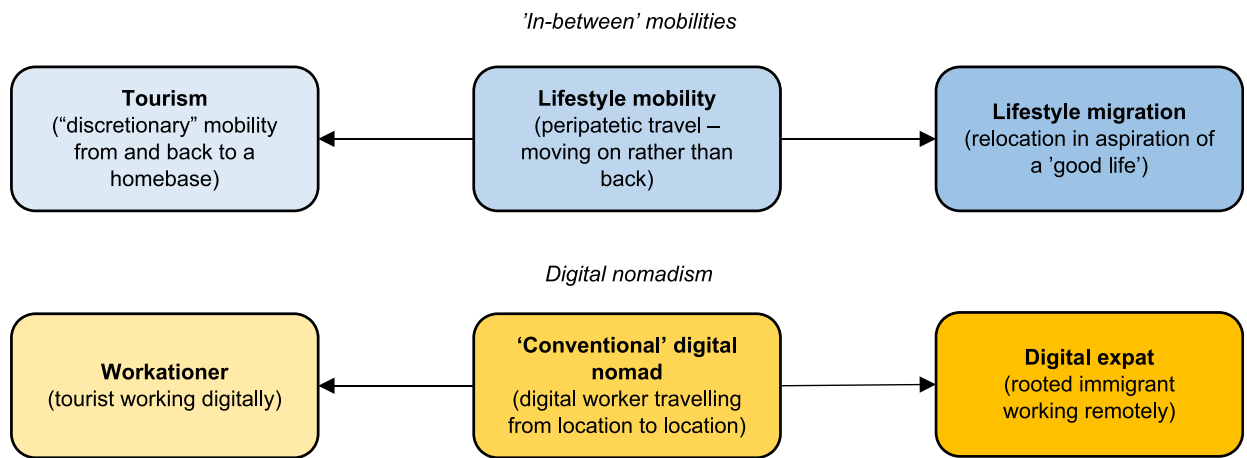 ’In-between’ mobilities
Tourism
(“discretionary” mobility
from and back to a
homebase)
Lifestyle mobility
(peripatetic travel –
moving on rather than
back)
Lifestyle migration
(relocation in aspiration of
a ’good life’)
Digital nomadism
Workationer
(tourist working digitally)
‘Conventional’ digital
nomad
(digital worker travelling
from location to location)
Digital expat
(rooted immigrant
working remotely)